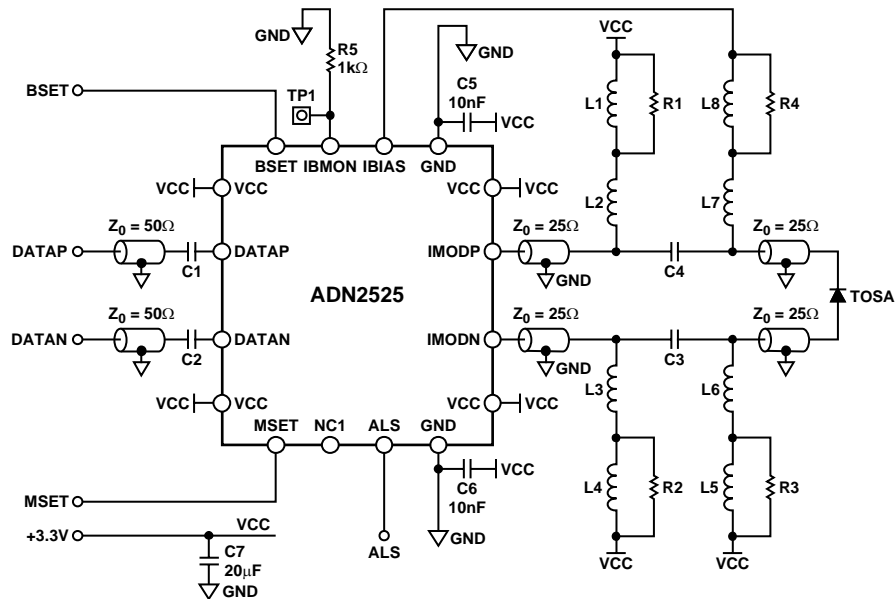 GND
R5
1kΩ
TP1
BSET
GND
C5
10nF
VCC
VCC
L1
R1
L8
R4
L2
L7
BSET
IBMON
IBIAS
GND
VCC
VCC
VCC
VCC
Z0 = 50Ω
DATAP
C1
DATAP
IMODP
Z0 = 25Ω
GND
C4
Z0 = 25Ω
ADN2525
TOSA
Z0 = 50Ω
DATAN
C2
DATAN
IMODN
Z0 = 25Ω
GND
C3
Z0 = 25Ω
L3
L6
VCC
VCC
VCC
VCC
MSET
NC1
ALS
GND
VCC
C6
10nF
L4
R2
L5
R3
MSET
+3.3V
VCC
C7
20μF
GND
ALS
GND
VCC
VCC